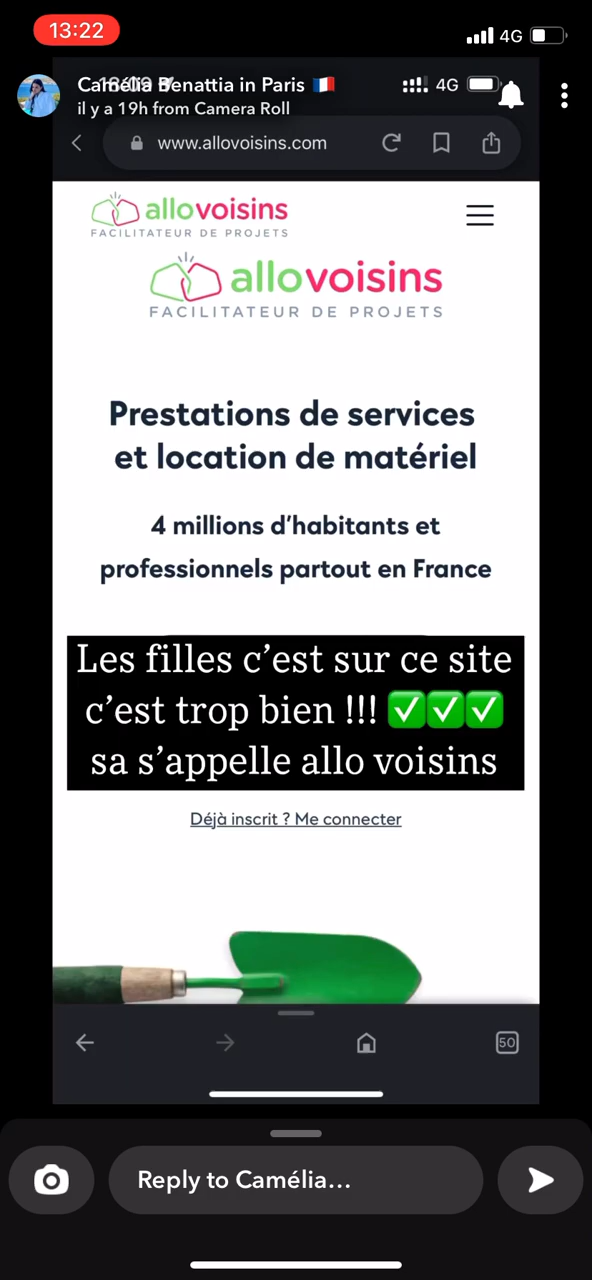 13:22
4G
Camélia Benattia in Paris 🇫🇷
4G
il y a 19h from Camera Roll
www.allovoisins.com
allovoisins
FACILITATEUR DE PROJETS
allovoisins
FACILITATEUR DE PROJETS
Prestations de services
et location de matériel
4 millions d'habitants et
professionnels partout en France
Les filles c'est sur ce site
c'est trop bien !!! ✅✅✅
sa s'appelle allo voisins
Déjà inscrit ? Me connecter
50
Reply to Camélia...